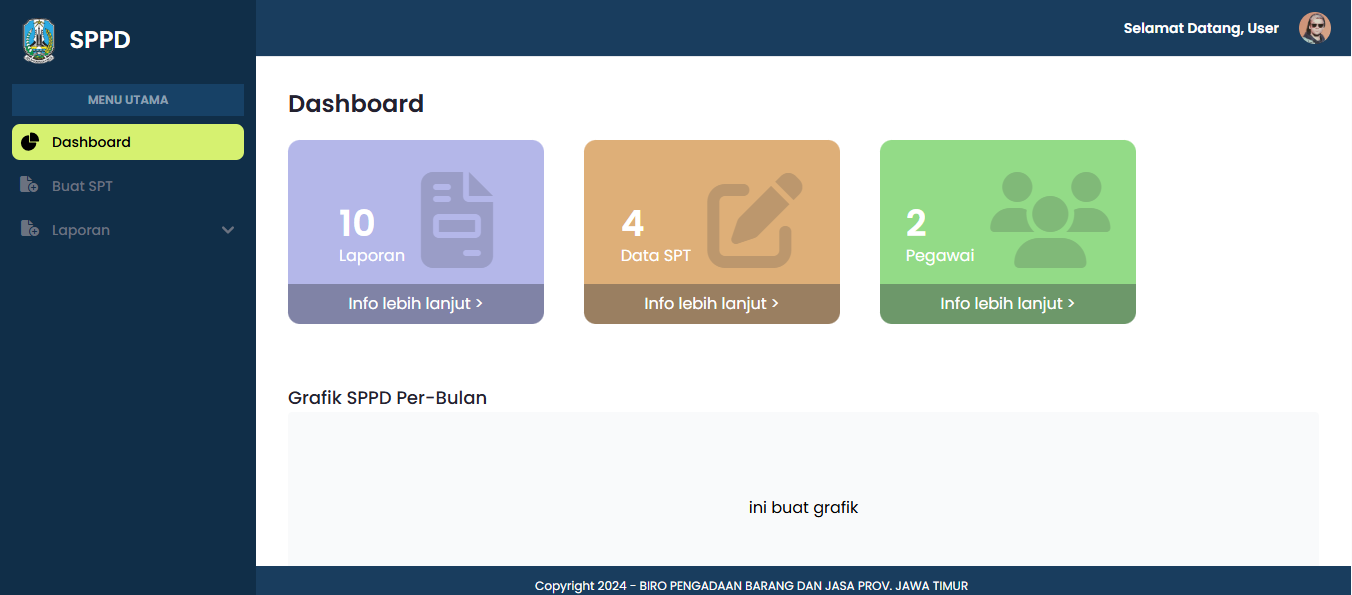 SPPD
Selamat Datang, User
MENU UTAMA
Dashboard
Buat SPT
Laporan
Dashboard
10
Laporan
Info lebih lanjut >
4
Data SPT
Info lebih lanjut >
2
Pegawai
Info lebih lanjut >
Grafik SPPD Per-Bulan
ini buat grafik
Copyright 2024 - BIRO PENGADAAN BARANG DAN JASA PROV. JAWA TIMUR